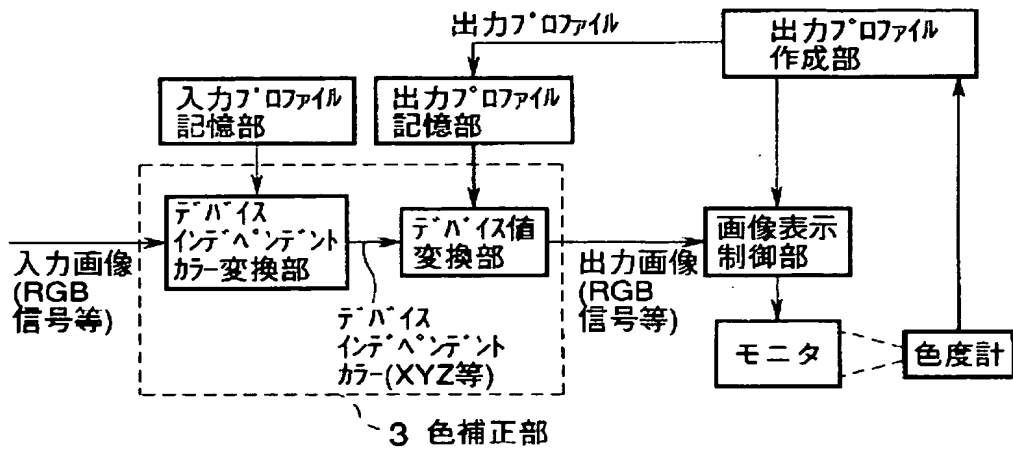 出力プロファイル
出力プロファイル
作成部
入力プロファイル
記憶部
出力プロファイル
記憶部
デバイス
インデペンデント
カラー変換部
デバイス値
変換部
画像表示
制御部
入力画像
(RGB
信号等)
デバイス
インデペンデント
カラー(XYZ等)
出力画像
(RGB
信号等)
モニタ
色度計
3 色補正部